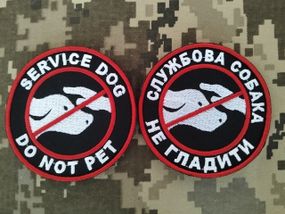 SERVICE DOG
DO NOT PET
СЛУЖБОВА СОБАКА
НЕ ГЛАДИТИ